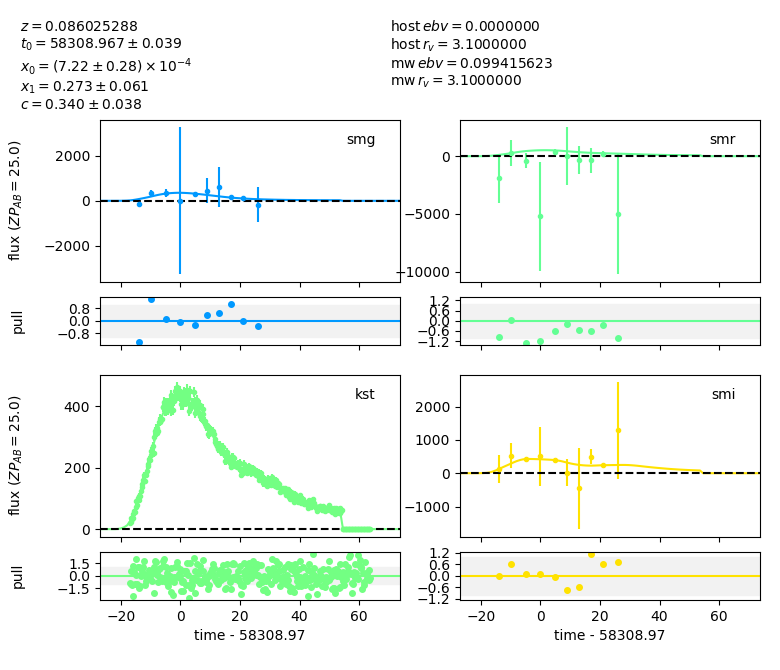 z = 0.086025288
t₀ = 58308.967 ± 0.039
x₀ = (7.22 ± 0.28) × 10⁻⁴
x₁ = 0.273 ± 0.061
c = 0.340 ± 0.038
host ebv = 0.0000000
host r_v = 3.1000000
mw ebv = 0.099415623
mw r_v = 3.1000000
flux (ZP_AB = 25.0)
2000
0
−2000
smg
0
−5000
−10000
smr
pull
0.8
0.0
−0.8
1.2
0.6
0.0
−0.6
−1.2
flux (ZP_AB = 25.0)
400
200
0
kst
2000
1000
0
−1000
smi
pull
1.5
0.0
−1.5
1.2
0.6
0.0
−0.6
−1.2
−20 0 20 40 60
−20 0 20 40 60
time - 58308.97
time - 58308.97